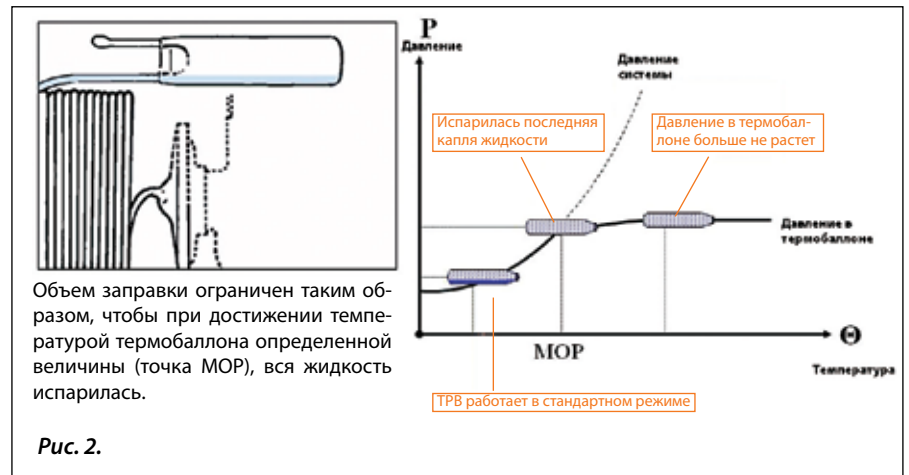 P
Давление
Давление
системы
Испарилась последняя
капля жидкости
Давление в термобал-
лоне больше не растет
Давление в
термобаллоне
МОР
Θ
Температура
ТРВ работает в стандартном режиме
Объем заправки ограничен таким об-
разом, чтобы при достижении темпе-
ратурой термобаллона определенной
величины (точка МОР), вся жидкость
испарилась.
Рис. 2.